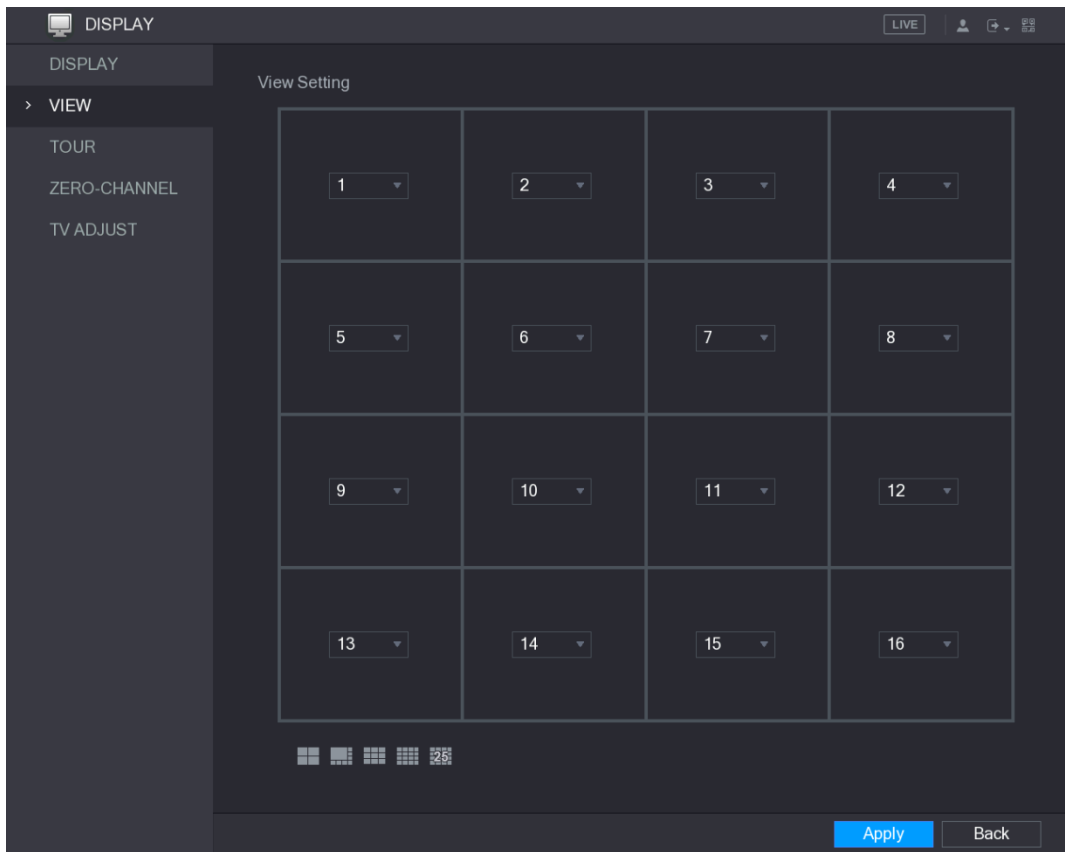 DISPLAY
LIVE
DISPLAY
VIEW
TOUR
ZERO-CHANNEL
TV ADJUST
View Setting
1 2 3 4
5 6 7 8
9 10 11 12
13 14 15 16
25
Apply Back